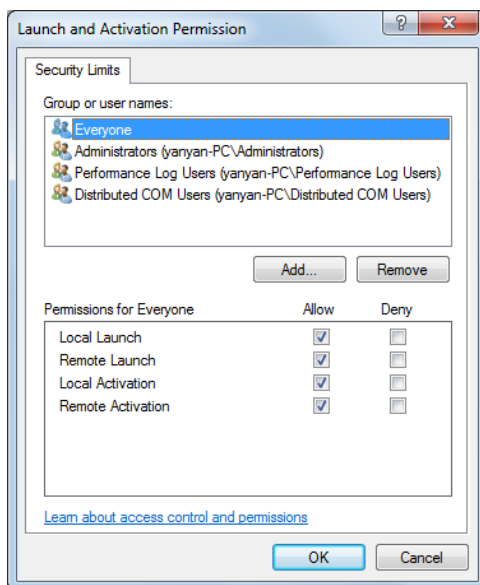 Launch and Activation Permission
Security Limits
Group or user names:
Everyone
Administrators (yanyan-PC\Administrators)
Performance Log Users (yanyan-PC\Performance Log Users)
Distributed COM Users (yanyan-PC\Distributed COM Users)
Add... Remove
Permissions for Everyone Allow Deny
Local Launch
Remote Launch
Local Activation
Remote Activation
Learn about access control and permissions
OK Cancel